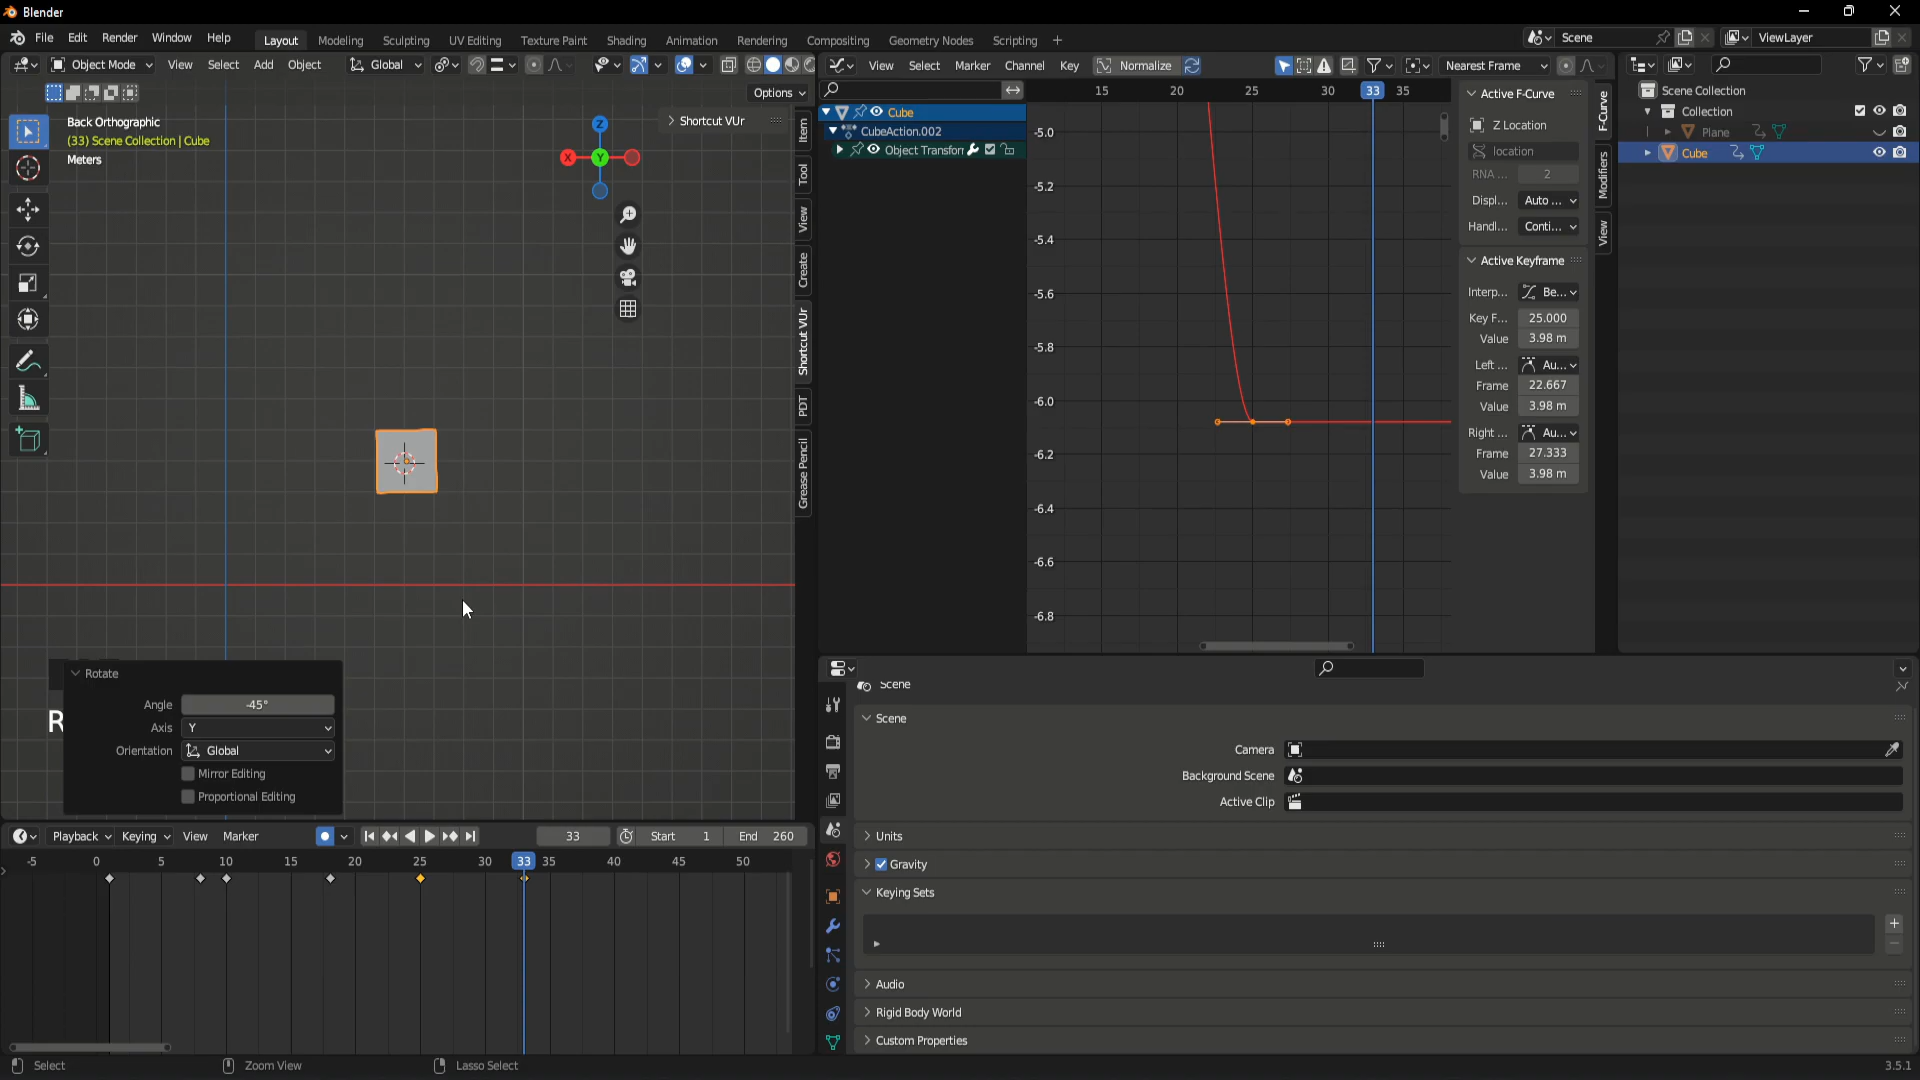 Blender
File Edit Render Window Help
Layout Modeling Sculpting UV Editing Texture Paint Shading Animation Rendering Compositing Geometry Nodes Scripting +
Scene
ViewLayer
Object Mode View Select Add Object Global
Options
Back Orthographic
(33) Scene Collection | Cube
Meters
Shortcut VUr
Z
X
Y
Item
Tool
View
Create
Shortcut VUr
PDT
Grease Pencil
R
Rotate
Angle -45°
Axis Y
Orientation Global
Mirror Editing
Proportional Editing
View Select Marker Channel Key Normalize Nearest Frame
15 20 25 30 33 35
Cube
CubeAction.002
Object Transforr
-5.0
-5.2
-5.4
-5.6
-5.8
-6.0
-6.2
-6.4
-6.6
-6.8
Active F-Curve
Z Location
location
RNA ... 2
Displ... Auto ...
Handl... Conti...
Active Keyframe
Interp... Be...
Key F... 25.000
Value 3.98 m
Left ... Au...
Frame 22.667
Value 3.98 m
Right ... Au...
Frame 27.333
Value 3.98 m
F-Curve
Modifiers
View
Scene Collection
Collection
Plane
Cube
Scene
Scene
Camera
Background Scene
Active Clip
Units
Gravity
Keying Sets
Audio
Rigid Body World
Custom Properties
Playback Keying View Marker
33 Start 1 End 260
-5 0 5 10 15 20 25 30 33 35 40 45 50
Select Zoom View Lasso Select
3.5.1